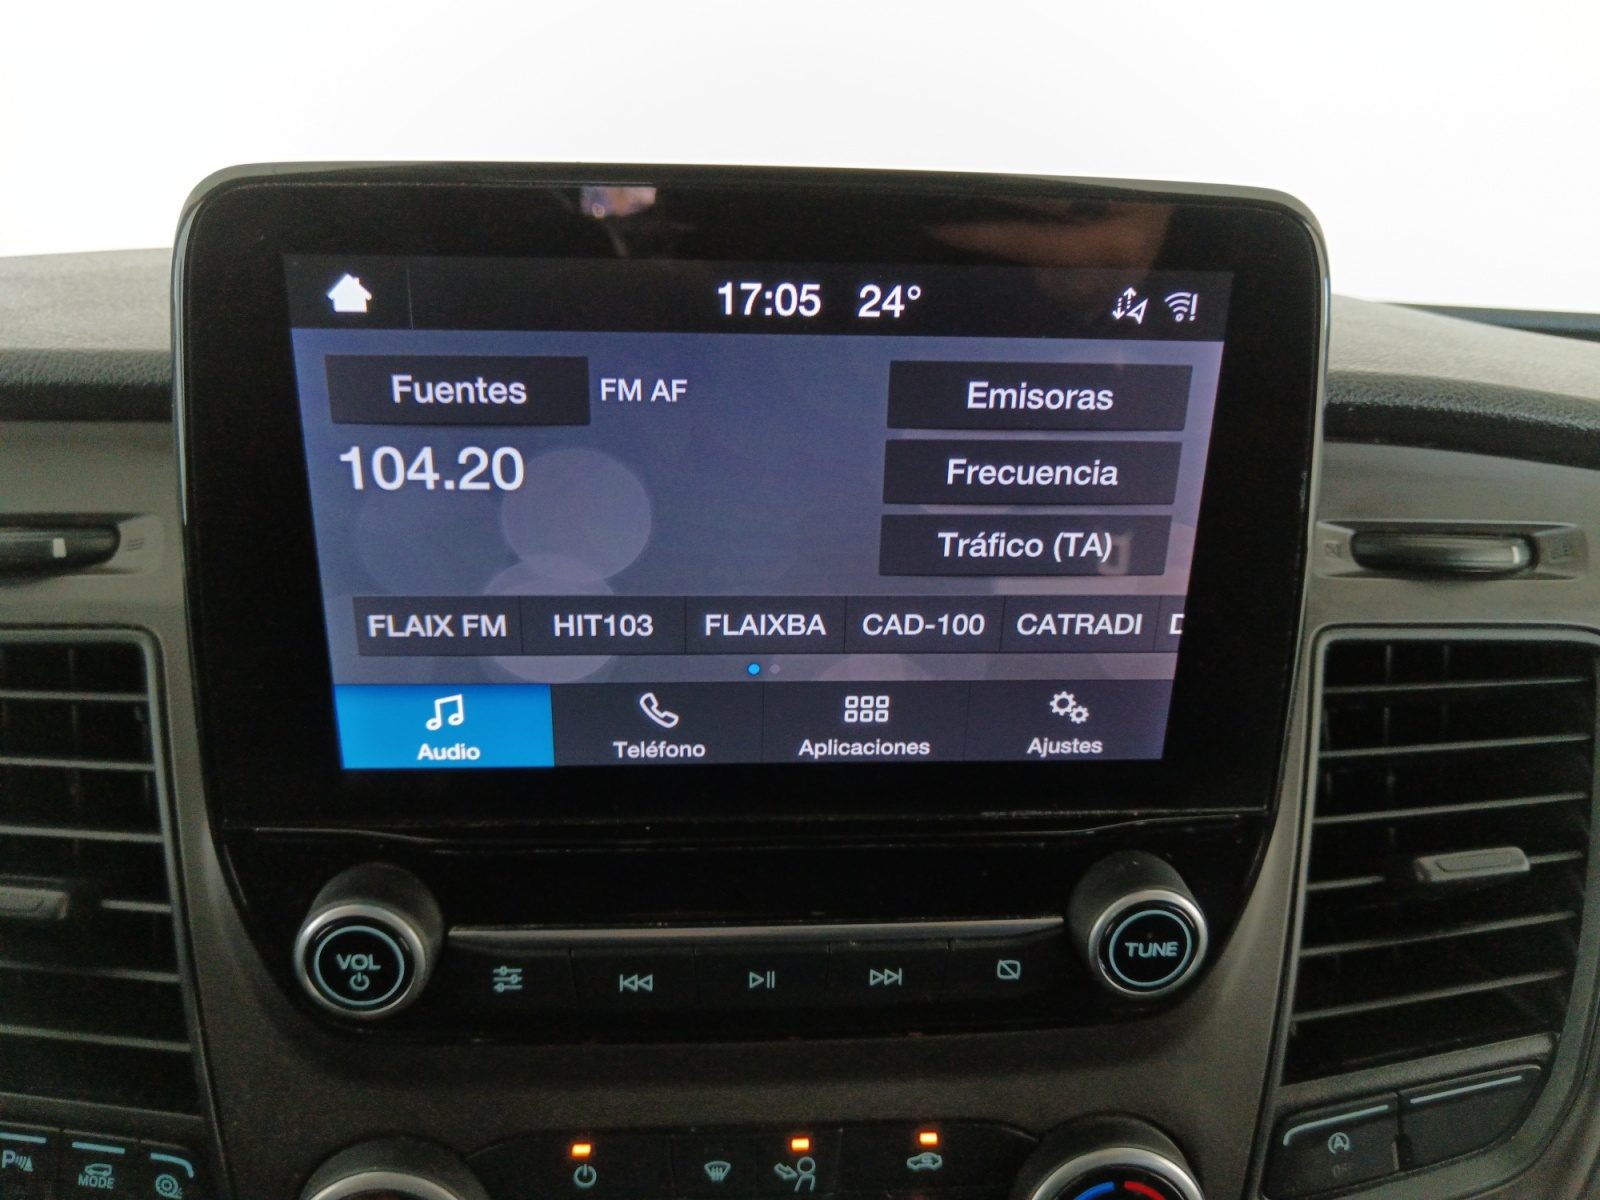 17:05 24°
Fuentes FM AF Emisoras
104.20 Frecuencia
Tráfico (TA)
FLAIX FM HIT103 FLAIXBA CAD-100 CATRADI
Audio Teléfono Aplicaciones Ajustes
VOL TUNE
P
MODE
A